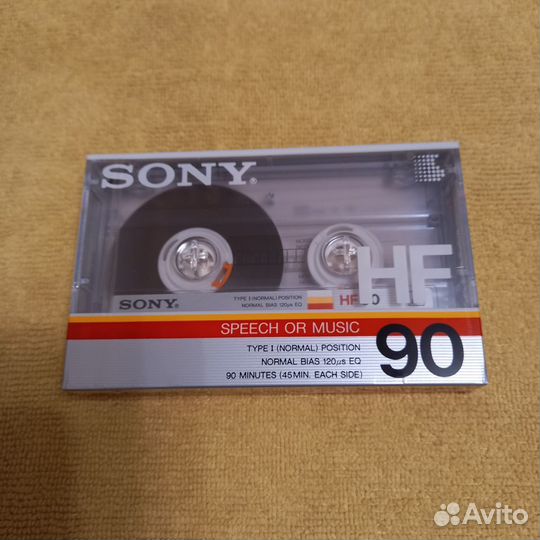 SONY®
HF
SONY®
TYPE I (NORMAL) POSITION
NORMAL BIAS 120μs EQ
HF
SPEECH OR MUSIC
TYPE I (NORMAL) POSITION
NORMAL BIAS 120μs EQ
90 MINUTES (45MIN. EACH SIDE)
90
Avito